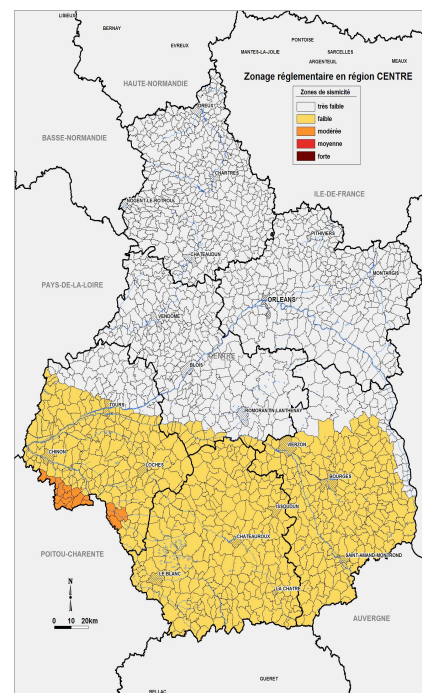 LISIEUX
BERNAY
EVREUX
PONTOISE
MANTES-LA-JOLIE
SARCELLES
ARGENTEUIL
MEAUX
Zonage réglementaire en région CENTRE
Zones de sismicité
très faible
faible
modérée
moyenne
forte
HAUTE-NORMANDIE
DREUX
BASSE-NORMANDIE
CHARTRES
ILE-DE-FRANCE
NOGENT-LE-ROTROU
PITHIVIERS
CHATEAUDUN
MONTARGIS
PAYS-DE-LA-LOIRE
ORLEANS
VENDOME
CENTRE
BLOIS
TOURS
ROMORANTIN-LANTHENAY
VIERZON
CHINON
LOCHES
BOURGES
ISSOUDUN
CHATEAUROUX
POITOU-CHARENTE
SAINT-AMAND-MONTROND
LE BLANC
LA CHATRE
N
AUVERGNE
0 10 20km
GUERET
BELLAC